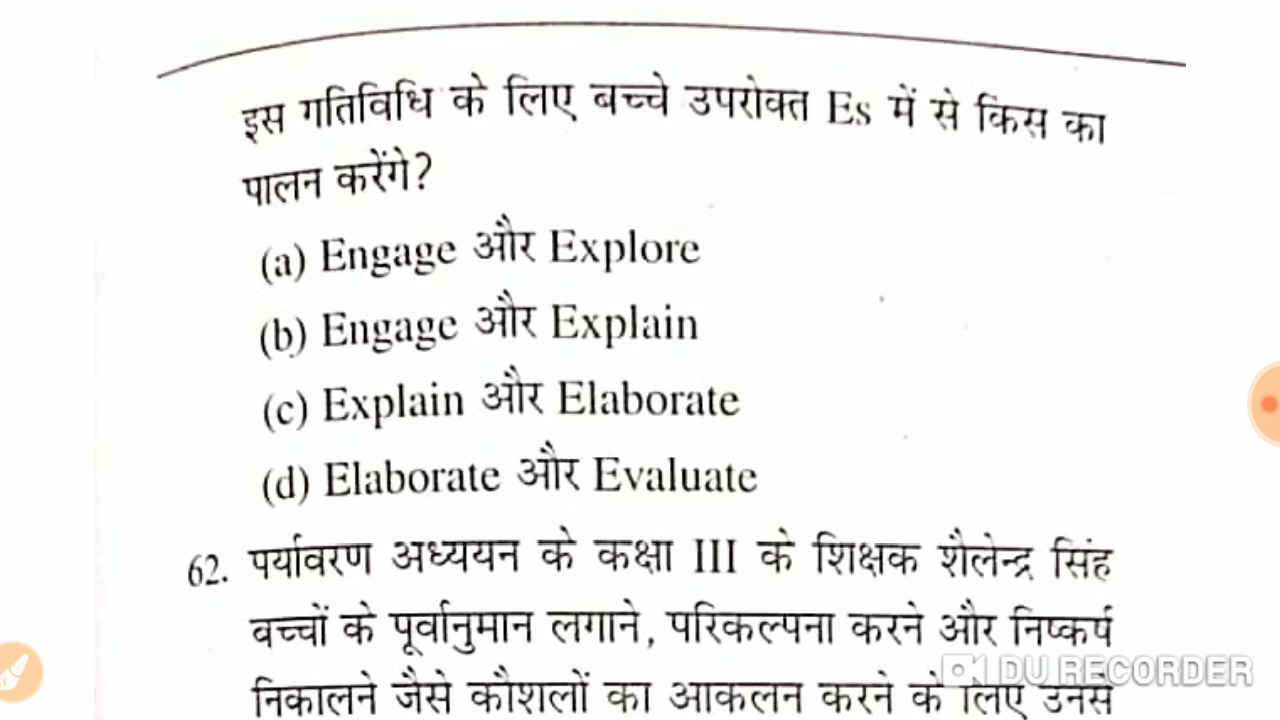 इस गतिविधि के लिए बच्चे उपरोक्त Es में से किस का
पालन करेंगे?
(a) Engage और Explore
(b) Engage और Explain
(c) Explain और Elaborate
(d) Elaborate और Evaluate
62. पर्यावरण अध्ययन के कक्षा III के शिक्षक शैलेन्द्र सिंह
बच्चों के पूर्वानुमान लगाने, परिकल्पना करने और निष्कर्ष
निकालने जैसे कौशलों का आकलन करने के लिए उनसे
DU RECORDER